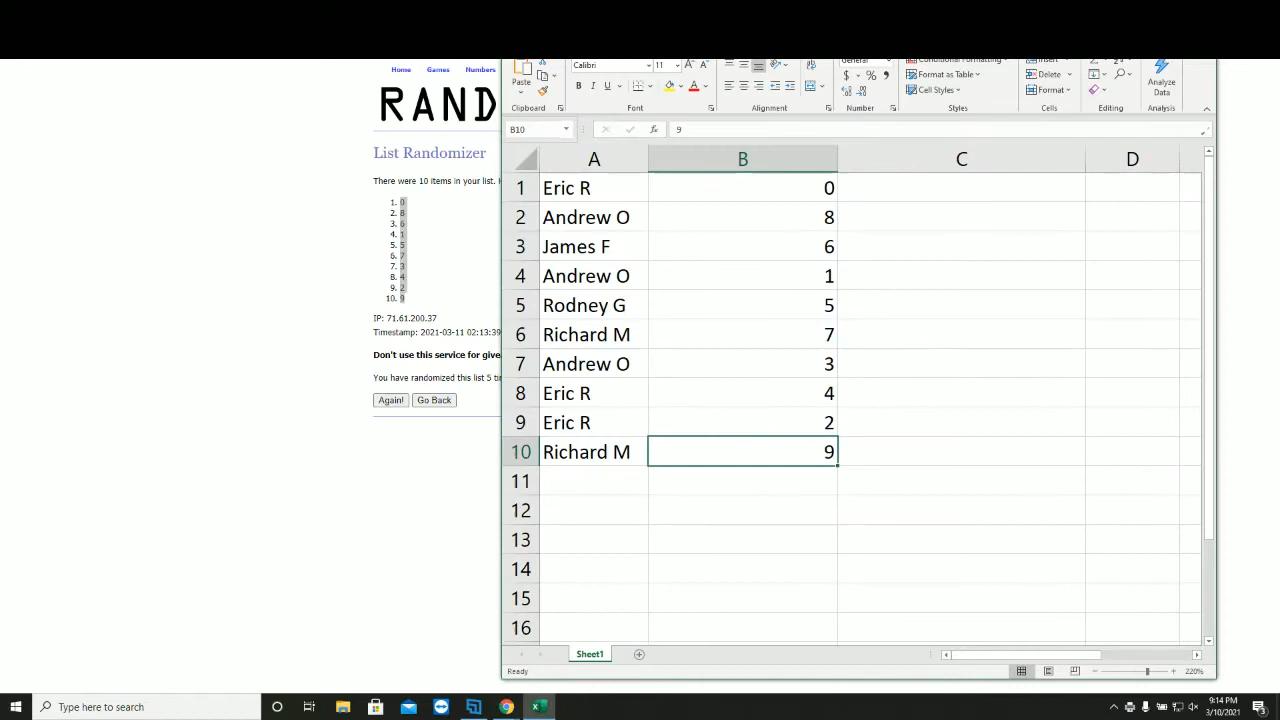 Home Games Numbers
RAND
List Randomizer
There were 10 items in your list.
1. 0
2. 8
3. 6
4. 1
5. 5
6. 7
7. 3
8. 4
9. 2
10. 9
IP: 71.61.200.37
Timestamp: 2021-03-11 02:13:39
Don't use this service for give
You have randomized this list 5 ti
Again! Go Back
Paste
Calibri 11
B I U
General
$ % ,
Conditional Formatting
Format as Table
Cell Styles
Insert
Delete
Format
Analyze
Data
Clipboard Font Alignment Number Styles Cells Editing Analysis
B10 fx 9
A B C D
1 Eric R 0
2 Andrew O 8
3 James F 6
4 Andrew O 1
5 Rodney G 5
6 Richard M 7
7 Andrew O 3
8 Eric R 4
9 Eric R 2
10 Richard M 9
11
12
13
14
15
16
Sheet1
Ready 220%
Type here to search
9:14 PM
3/10/2021
3